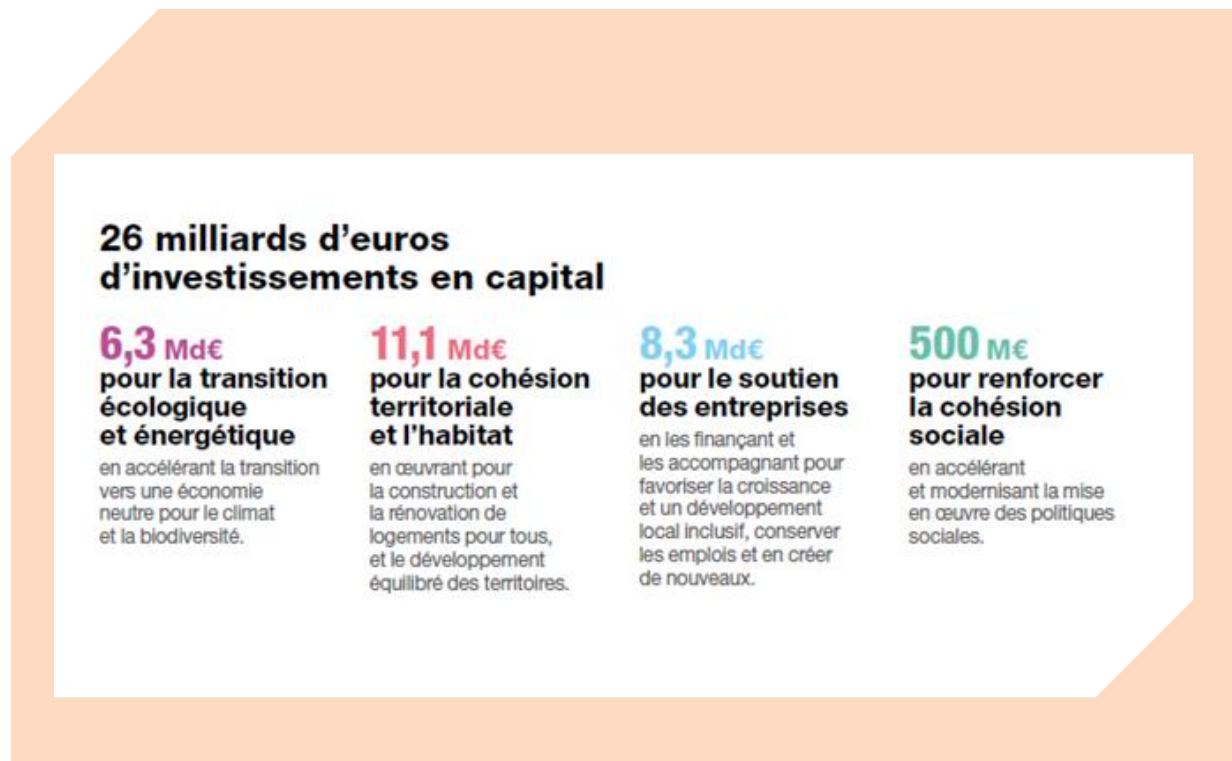 26 milliards d’euros
d’investissements en capital
6,3 Md€
pour la transition
écologique
et énergétique
en accélérant la transition
vers une économie
neutre pour le climat
et la biodiversité.
11,1 Md€
pour la cohésion
territoriale
et l’habitat
en œuvrant pour
la construction et
la rénovation de
logements pour tous,
et le développement
équilibré des territoires.
8,3 Md€
pour le soutien
des entreprises
en les finançant et
les accompagnant pour
favoriser la croissance
et un développement
local inclusif, conserver
les emplois et en créer
de nouveaux.
500 M€
pour renforcer
la cohésion
sociale
en accélérant
et modernisant la mise
en œuvre des politiques
sociales.